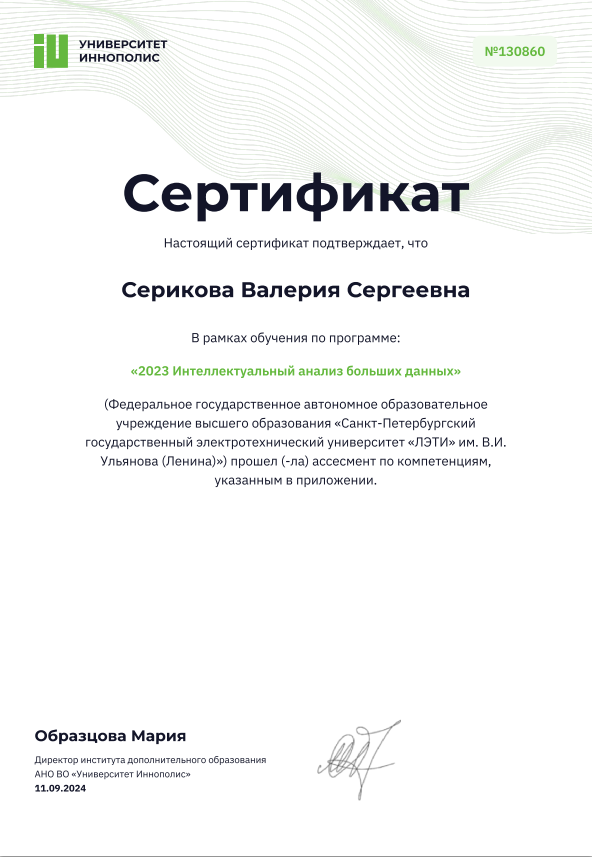 УНИВЕРСИТЕТ
ИННОПОЛИС
№130860
Сертификат
Настоящий сертификат подтверждает, что
Серикова Валерия Сергеевна
В рамках обучения по программе:
«2023 Интеллектуальный анализ больших данных»
(Федеральное государственное автономное образовательное
учреждение высшего образования «Санкт-Петербургский
государственный электротехнический университет «ЛЭТИ» им. В.И.
Ульянова (Ленина)») прошел (-ла) ассесмент по компетенциям,
указанным в приложении.
Образцова Мария
Директор института дополнительного образования
АНО ВО «Университет Иннополис»
11.09.2024